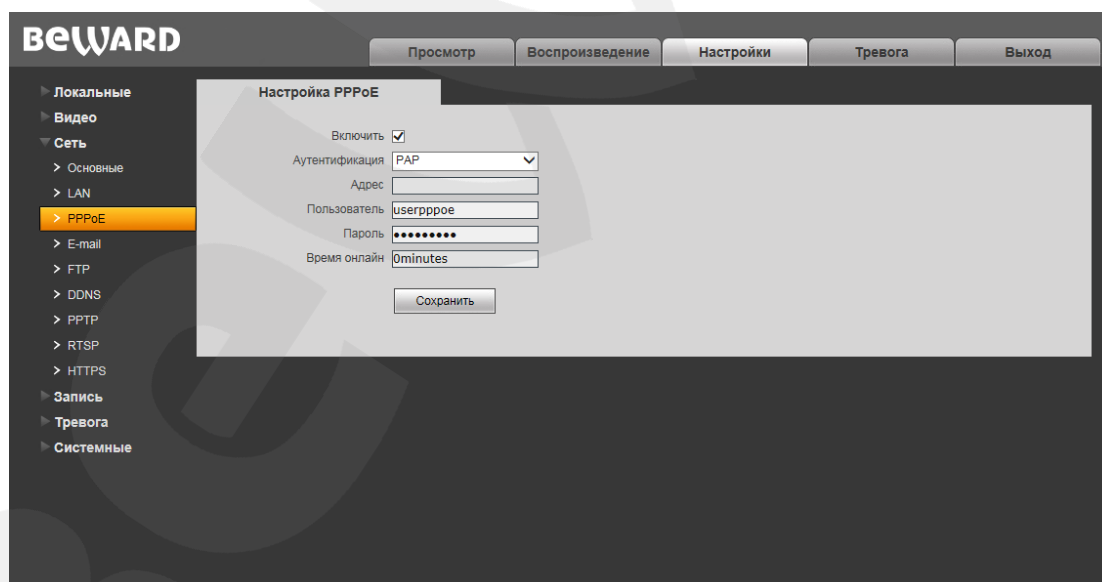 BEWARD
Просмотр Воспроизведение Настройки Тревога Выход
Локальные
Видео
Сеть
> Основные
> LAN
> PPPoE
> E-mail
> FTP
> DDNS
> PPTP
> RTSP
> HTTPS
Запись
Тревога
Системные
Настройка PPPoE
Включить
Аутентификация PAP
Адрес
Пользователь userpppoe
Пароль •••••••••
Время онлайн 0minutes
Сохранить